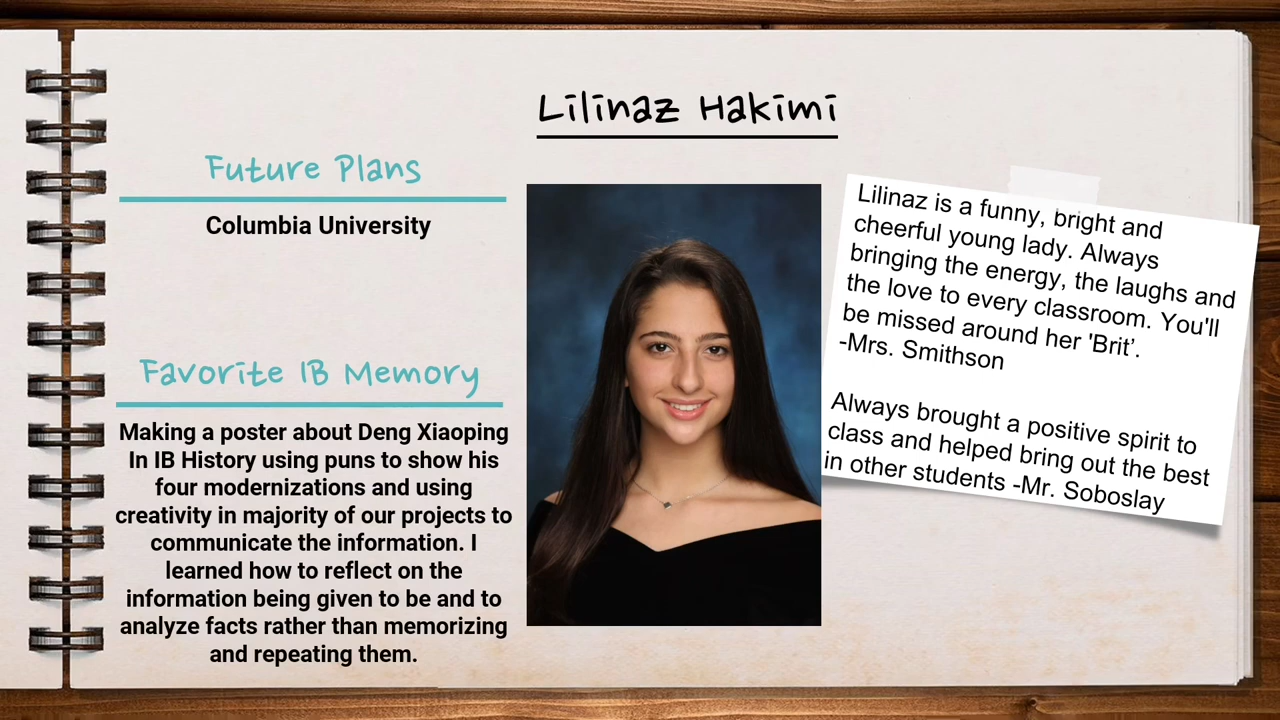 Lilinaz Hakimi
Future Plans
Columbia University
Favorite IB Memory
Making a poster about Deng Xiaoping
In IB History using puns to show his
four modernizations and using
creativity in majority of our projects to
communicate the information. I
learned how to reflect on the
information being given to be and to
analyze facts rather than memorizing
and repeating them.
Lilinaz is a funny, bright and
cheerful young lady. Always
bringing the energy, the laughs and
the love to every classroom. You'll
be missed around her 'Brit’.
-Mrs. Smithson
Always brought a positive spirit to
class and helped bring out the best
in other students -Mr. Soboslay